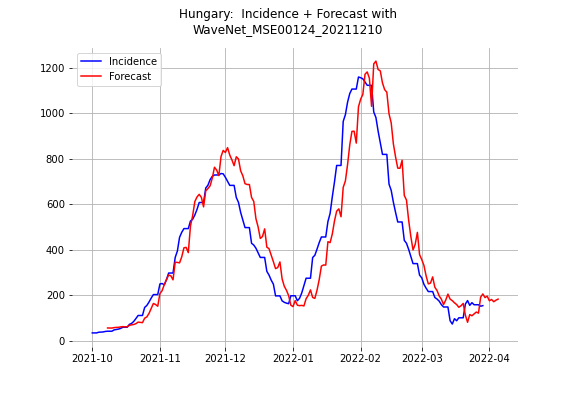 Hungary: Incidence + Forecast with
WaveNet_MSE00124_20211210
Incidence
Forecast
1200
1000
800
600
400
200
0
2021-10 2021-11 2021-12 2022-01 2022-02 2022-03 2022-04